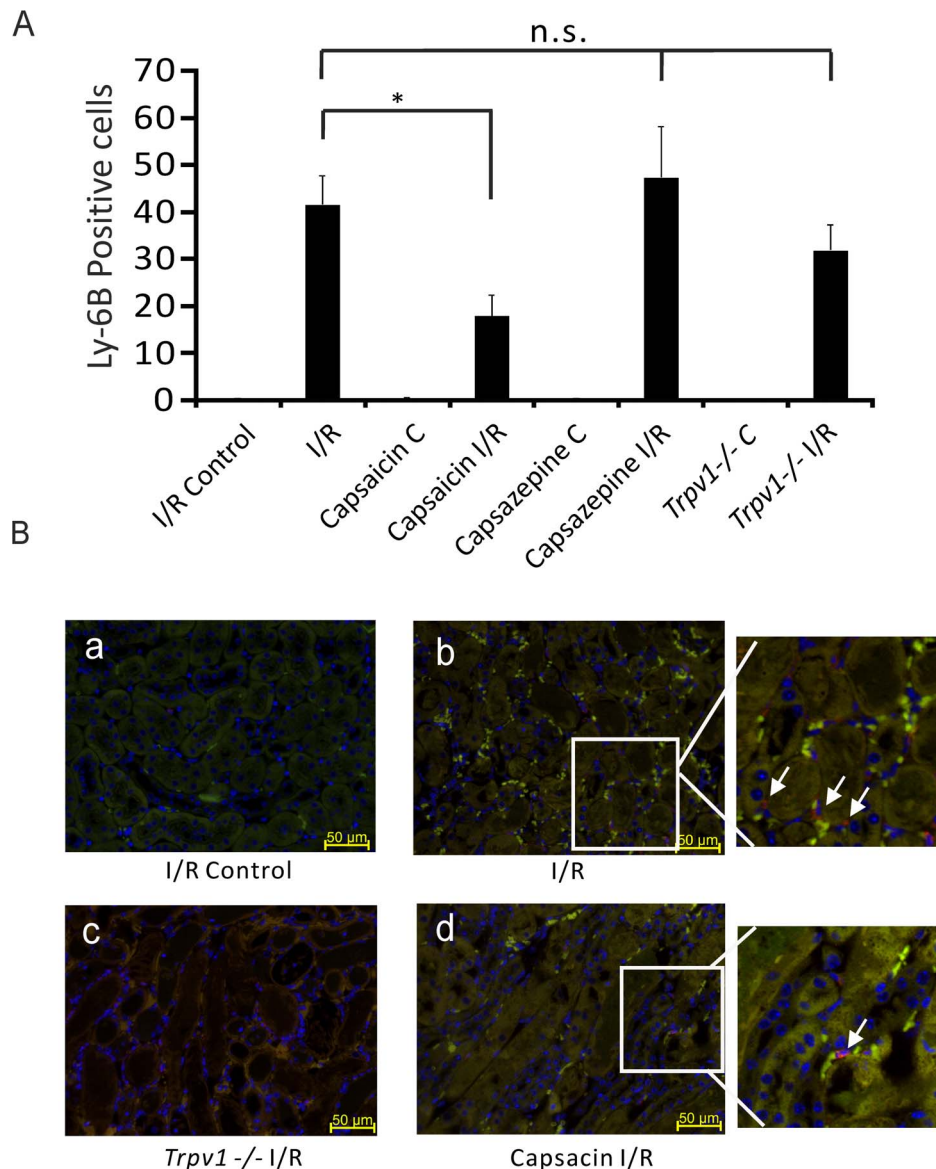 A
n.s.
*
Ly-6B Positive cells
70
60
50
40
30
20
10
0
I/R Control
I/R
Capsaicin C
Capsaicin I/R
Capsazepine C
Capsazepine I/R
Trpv1-/- C
Trpv1-/- I/R
B
a
50 µm
I/R Control
b
50 µm
I/R
c
50 µm
Trpv1 -/- I/R
d
50 µm
Capsacin I/R